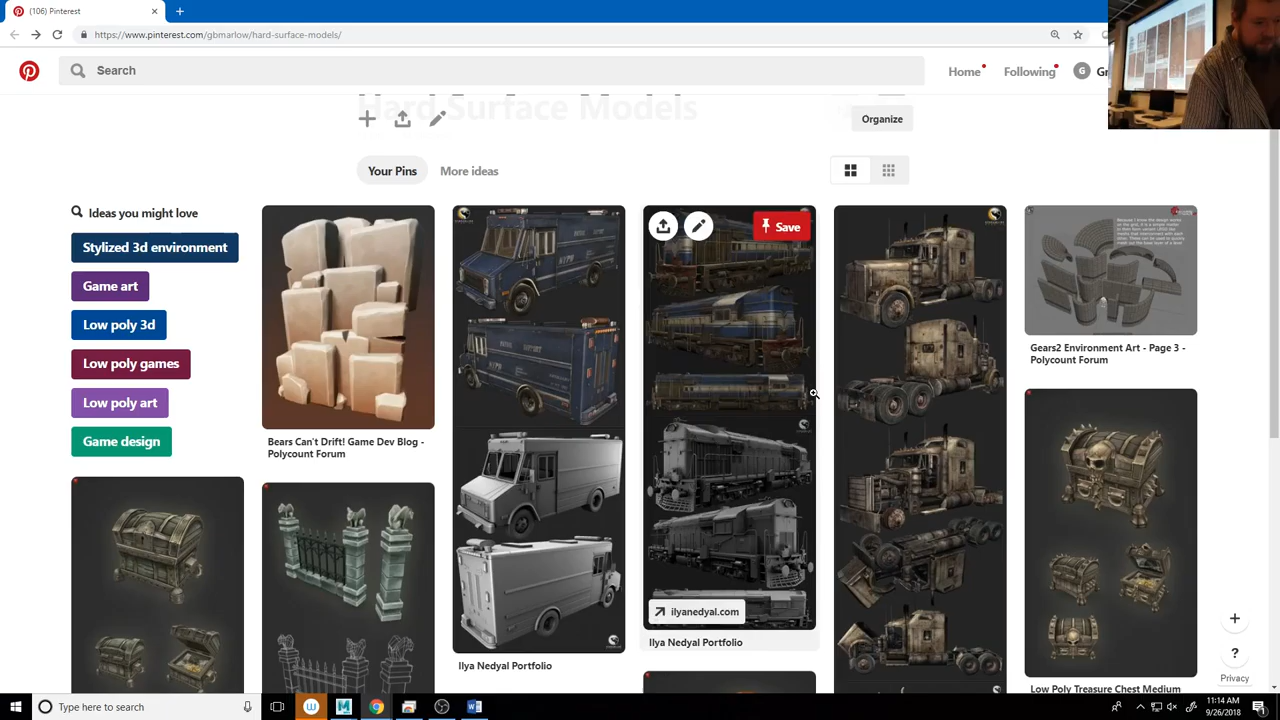 (106) Pinterest
https://www.pinterest.com/gbmarlow/hard-surface-models/
Search
Home
Following
G
Hard Surface Models
Organize
Your Pins
More ideas
Ideas you might love
Stylized 3d environment
Game art
Low poly 3d
Low poly games
Low poly art
Game design
Save
Bears Can't Drift! Game Dev Blog -
Polycount Forum
Ilya Nedyal Portfolio
ilyanedyal.com
Ilya Nedyal Portfolio
Gears2 Environment Art - Page 3 -
Polycount Forum
Low Poly Treasure Chest Medium
Privacy
Type here to search
11:14 AM
9/26/2018